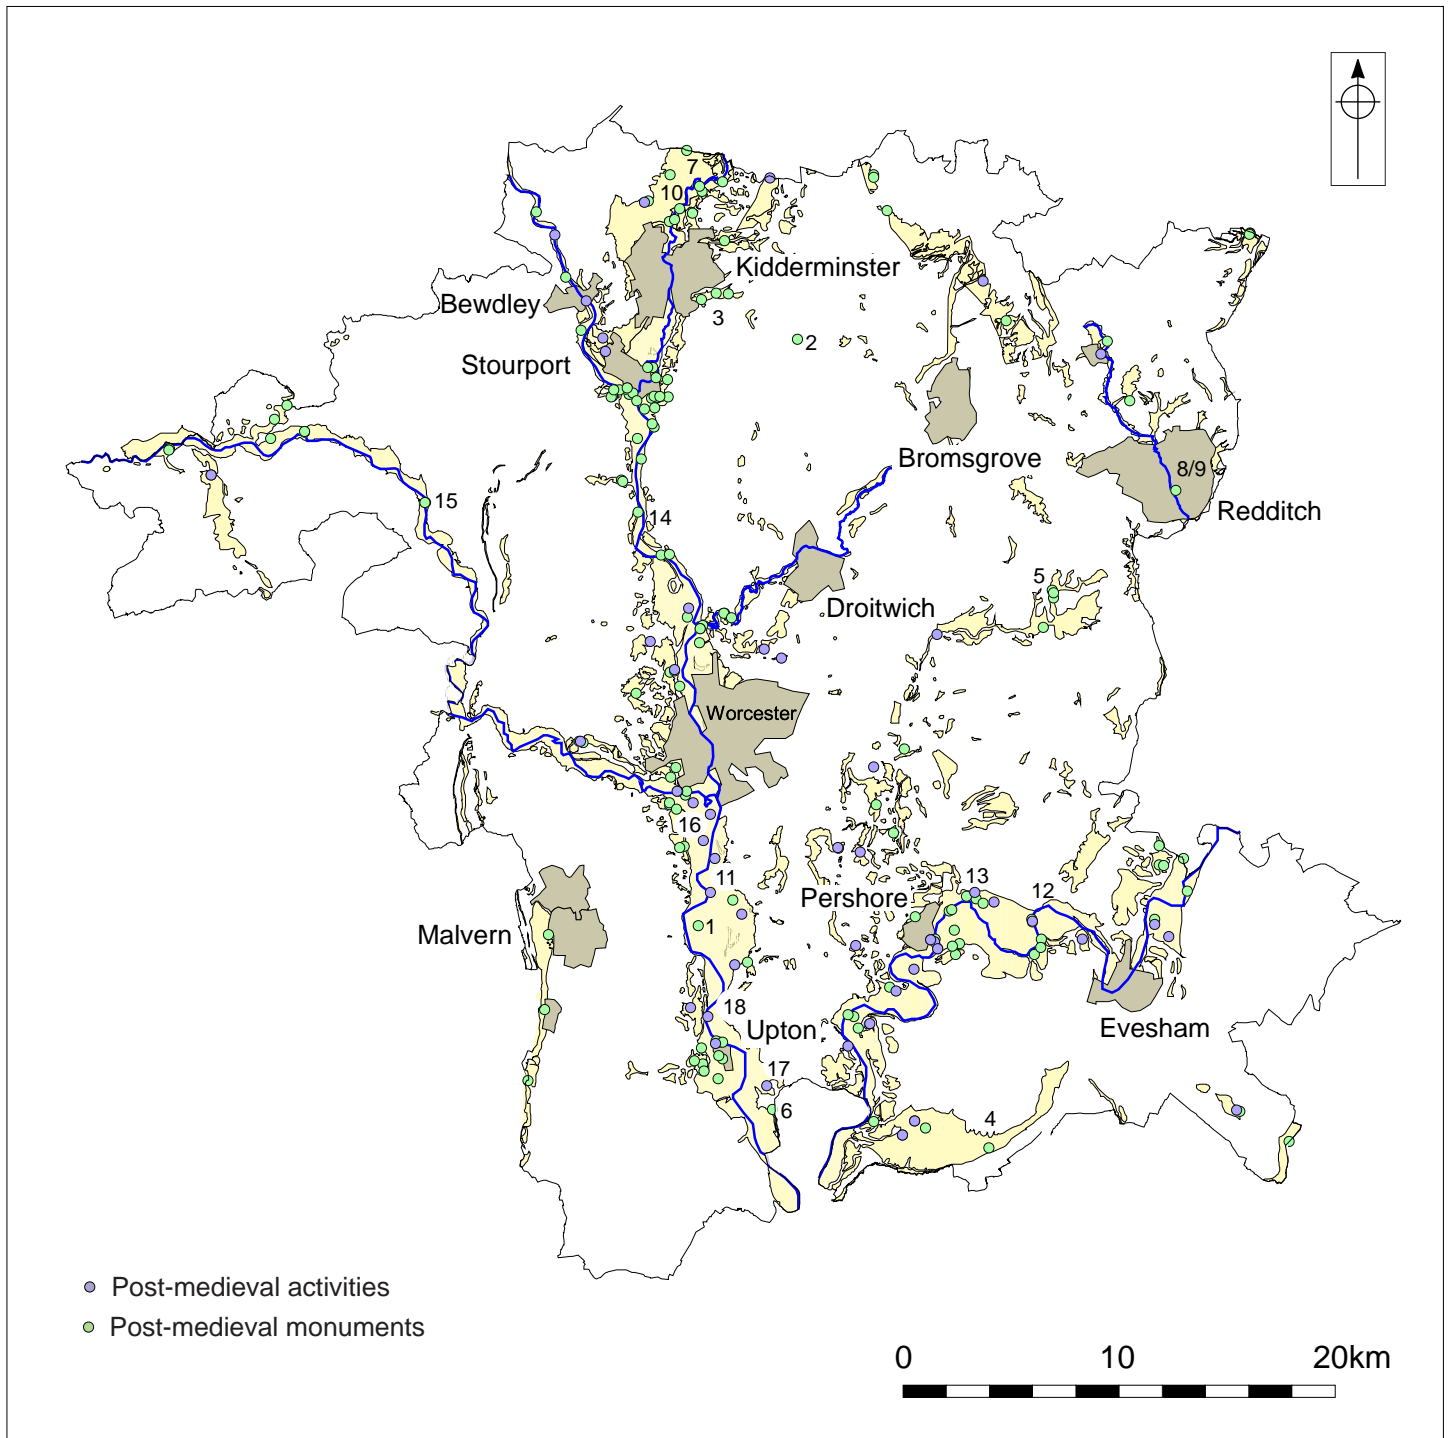 7
10
Kidderminster
Bewdley
3
2
Stourport
Bromsgrove
8/9
Redditch
15
14
5
Droitwich
Worcester
16
11
13
12
Pershore
Malvern
1
18
Upton
Evesham
17
6
4
Post-medieval activities
Post-medieval monuments
0 10 20km